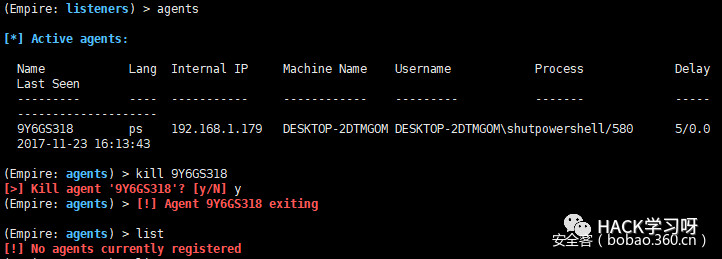 (Empire: listeners) > agents
[*] Active agents:
Name Lang Internal IP Machine Name Username Process Delay
Last Seen
--------- ---- ----------- ------------ --------- ------- -----
--------------------
9Y6GS318 ps 192.168.1.179 DESKTOP-2DTMGOM DESKTOP-2DTMGOM\shutpowershell/580 5/0.0
2017-11-23 16:13:43
(Empire: agents) > kill 9Y6GS318
[>] Kill agent '9Y6GS318'? [y/N] y
(Empire: agents) > [!] Agent 9Y6GS318 exiting
(Empire: agents) > list
[!] No agents currently registered
HACK学习呀
安全客(bobao.360.cn)